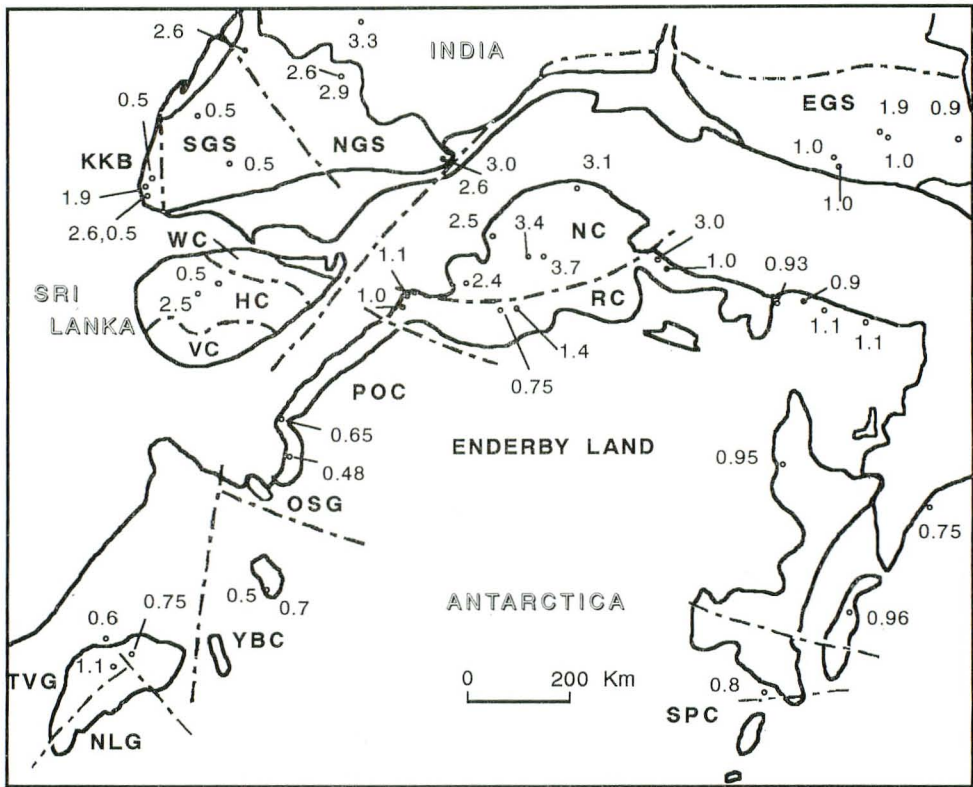 2.6
3.3
INDIA
2.6
2.9
0.5
0.5
EGS
1.9
0.9
SGS
NGS
KKB
0.5
3.0
3.1
1.0
1.0
1.9
2.6
1.0
2.6,0.5
2.5
3.4
NC
3.0
WC
1.1
3.7
1.0
0.93
0.9
SRI
LANKA
0.5
HC
2.5
2.4
1.0
RC
VC
1.4
1.1
1.1
0.75
POC
0.65
ENDERBY LAND
0.95
0.48
OSG
0.75
0.5
0.7
ANTARCTICA
0.75
0.6
0.96
YBC
1.1
TVG
0 200 Km
0.8
SPC
NLG